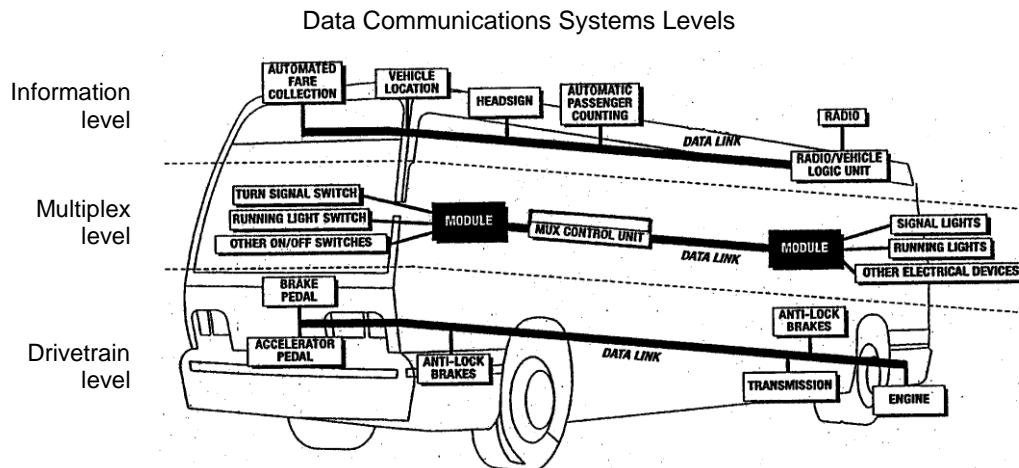 Data Communications Systems Levels
Information
level
AUTOMATED
FARE
COLLECTION
VEHICLE
LOCATION
HEADSIGN
AUTOMATIC
PASSENGER
COUNTING
DATA LINK
RADIO
RADIO/VEHICLE
LOGIC UNIT
Multiplex
level
TURN SIGNAL SWITCH
RUNNING LIGHT SWITCH
OTHER ON/OFF SWITCHES
MODULE
MUX CONTROL UNIT
DATA LINK
MODULE
SIGNAL LIGHTS
RUNNING LIGHTS
OTHER ELECTRICAL DEVICES
Drivetrain
level
BRAKE
PEDAL
ACCELERATOR
PEDAL
ANTI-LOCK
BRAKES
DATA LINK
ANTI-LOCK
BRAKES
TRANSMISSION
ENGINE